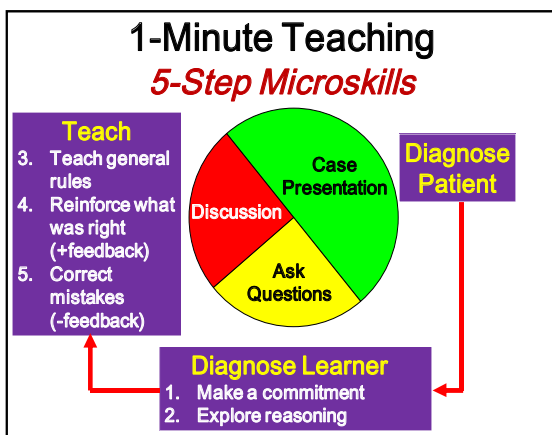 1-Minute Teaching
5-Step Microskills
Teach
3. Teach general
rules
4. Reinforce what
was right
(+feedback)
5. Correct
mistakes
(-feedback)
Case
Presentation
Discussion
Ask
Questions
Diagnose
Patient
Diagnose Learner
1. Make a commitment
2. Explore reasoning